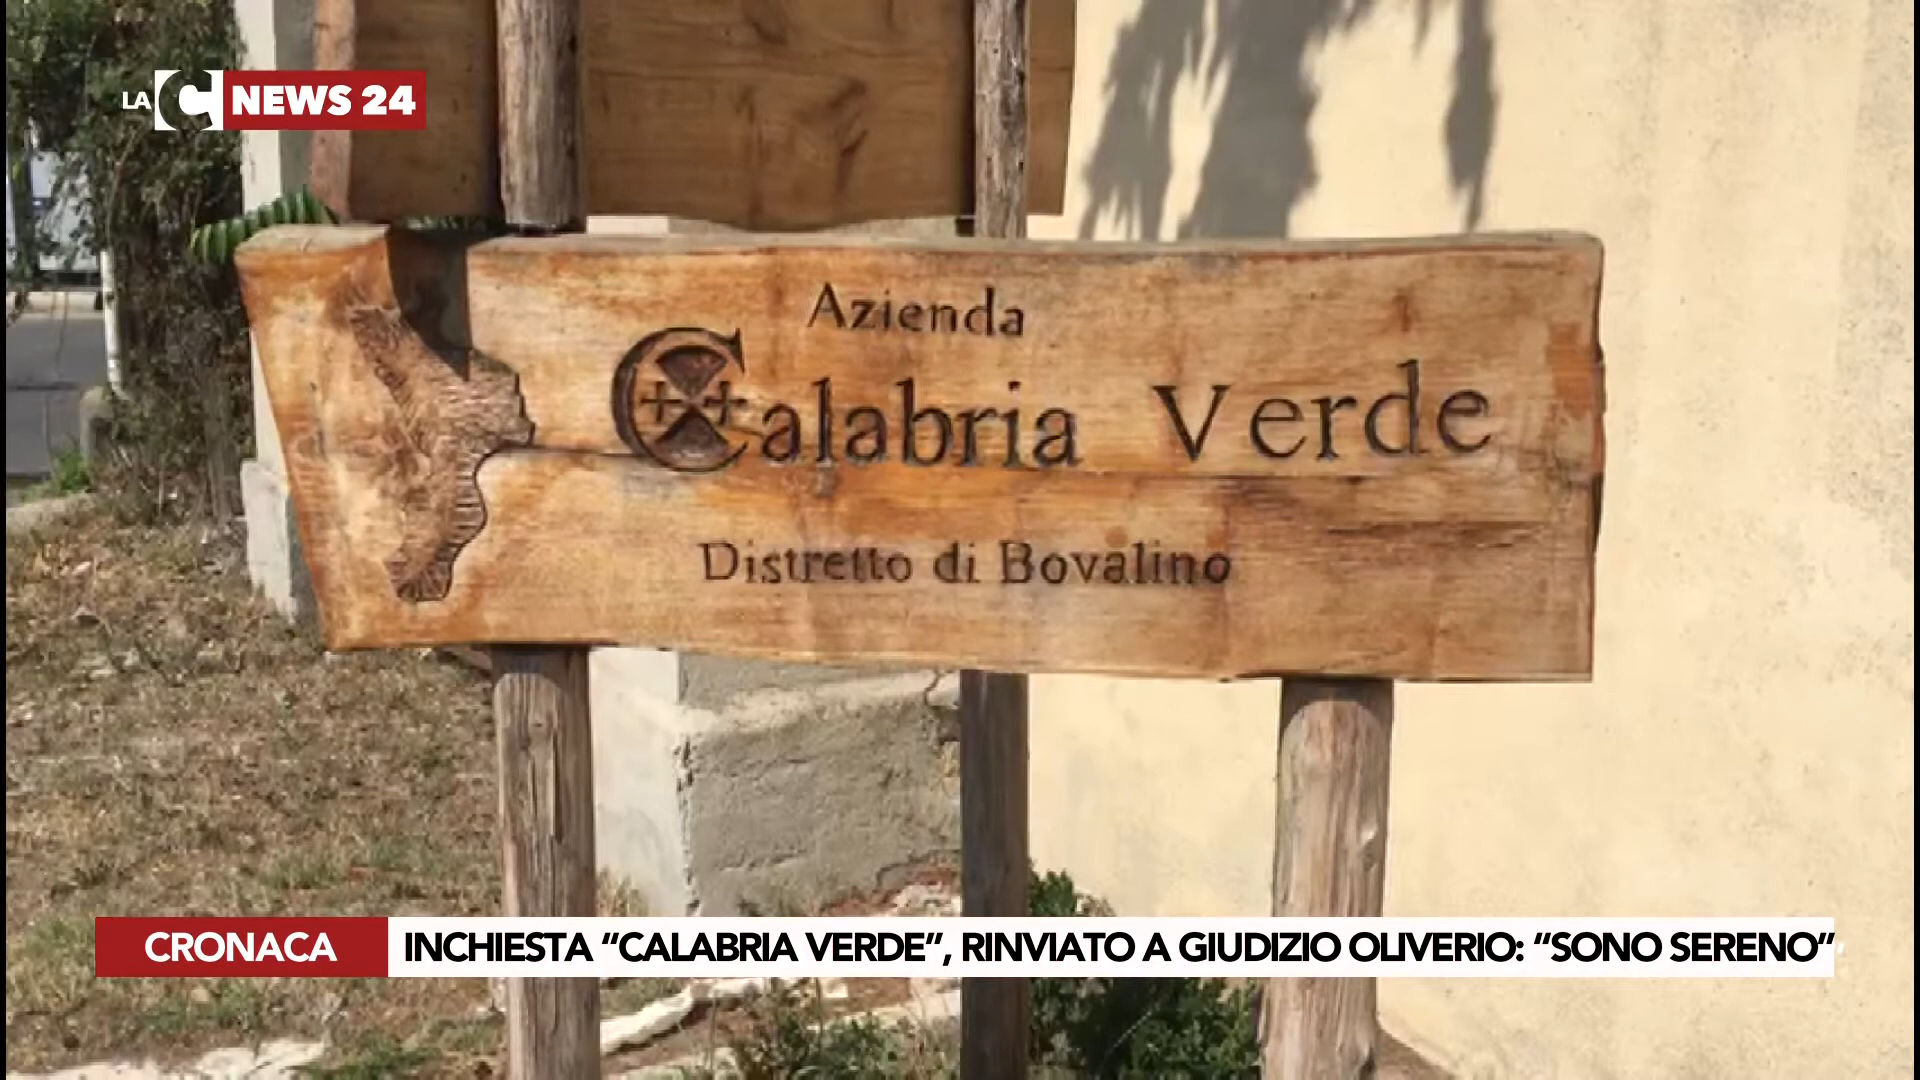 LA C NEWS 24
Azienda
Calabria Verde
Distretto di Bovalino
CRONACA
INCHIESTA “CALABRIA VERDE”, RINVIATO A GIUDIZIO OLIVERIO: “SONO SERENO”